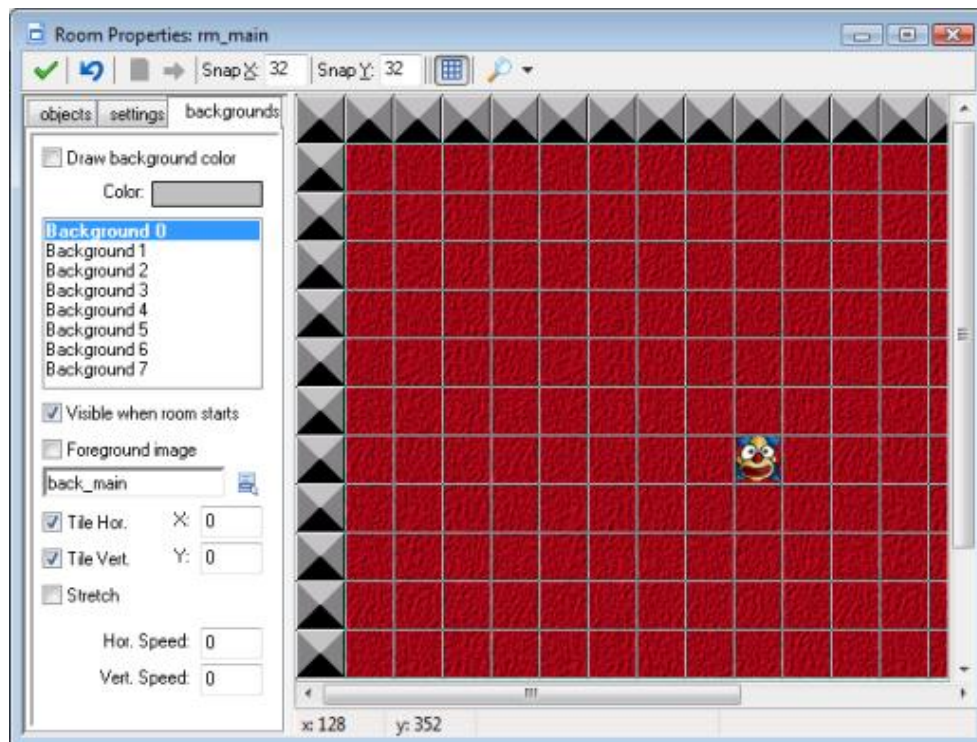 Room Properties: rm_main
Snap X: 32 Snap Y: 32
objects settings backgrounds
Draw background color
Color:
Background 0
Background 1
Background 2
Background 3
Background 4
Background 5
Background 6
Background 7
Visible when room starts
Foreground image
back_main
Tile Hor. X: 0
Tile Vert. Y: 0
Stretch
Hor. Speed: 0
Vert. Speed: 0
x: 128 y: 352